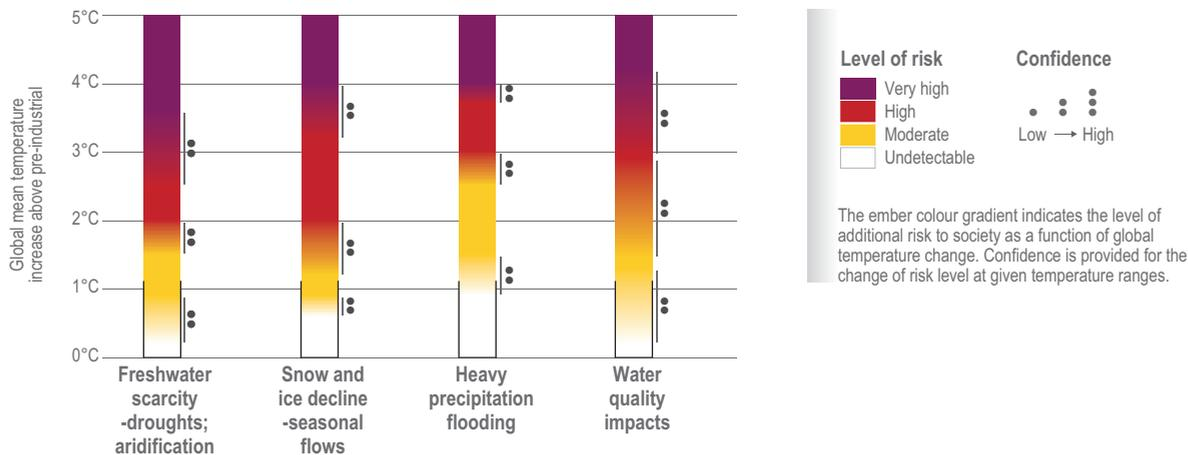 5°C
4°C
3°C
2°C
1°C
0°C
Global mean temperature
increase above pre-industrial
Freshwater
scarcity
-droughts;
aridification
Snow and
ice decline
-seasonal
flows
Heavy
precipitation
flooding
Water
quality
impacts
Level of risk
Very high
High
Moderate
Undetectable
Confidence
Low → High
The ember colour gradient indicates the level of
additional risk to society as a function of global
temperature change. Confidence is provided for the
change of risk level at given temperature ranges.